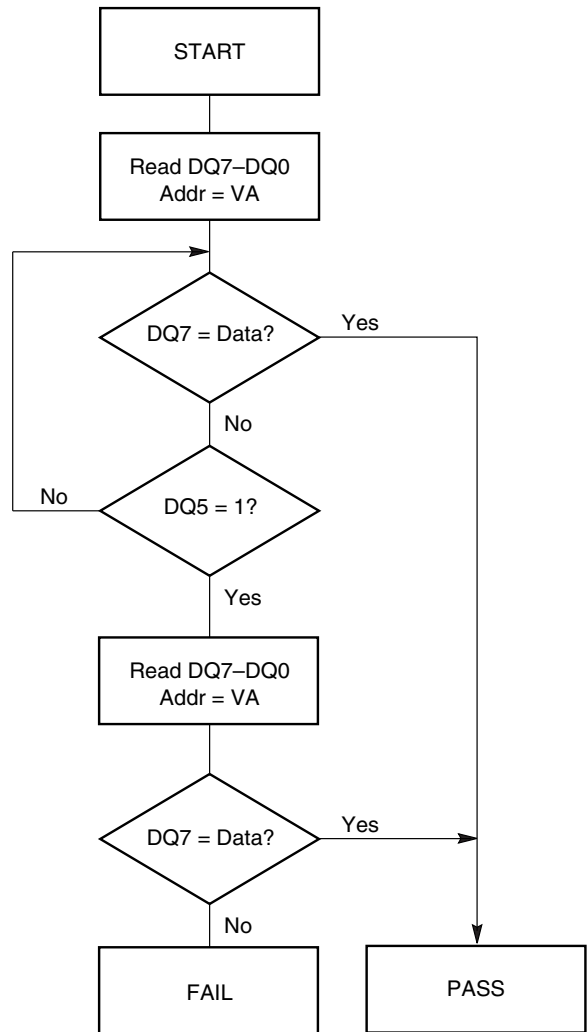 START
Read DQ7–DQ0
Addr = VA
DQ7 = Data?
Yes
No
No
DQ5 = 1?
Yes
Read DQ7–DQ0
Addr = VA
DQ7 = Data?
Yes
No
FAIL
PASS